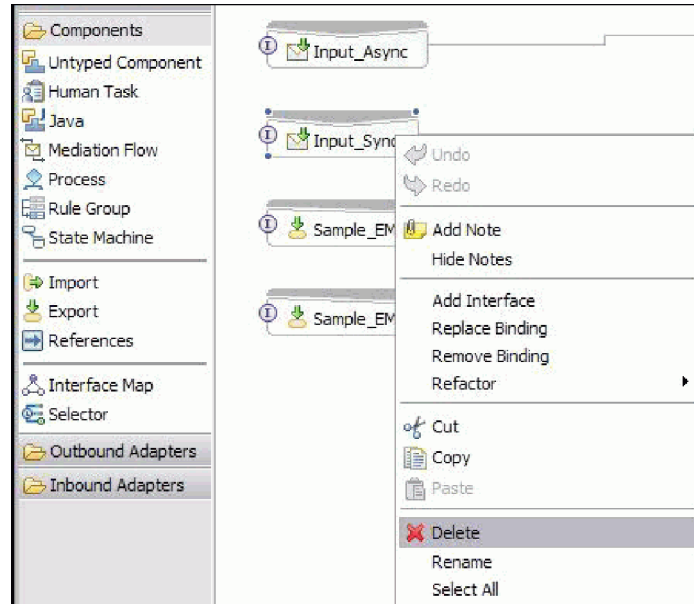 Components
Untyped Component
Human Task
Java
Mediation Flow
Process
Rule Group
State Machine
Import
Export
References
Interface Map
Selector
Outbound Adapters
Inbound Adapters
I Input_Async
I Input_Sync
I Sample_EM
I Sample_EM
Undo
Redo
Add Note
Hide Notes
Add Interface
Replace Binding
Remove Binding
Refactor
Cut
Copy
Paste
Delete
Rename
Select All